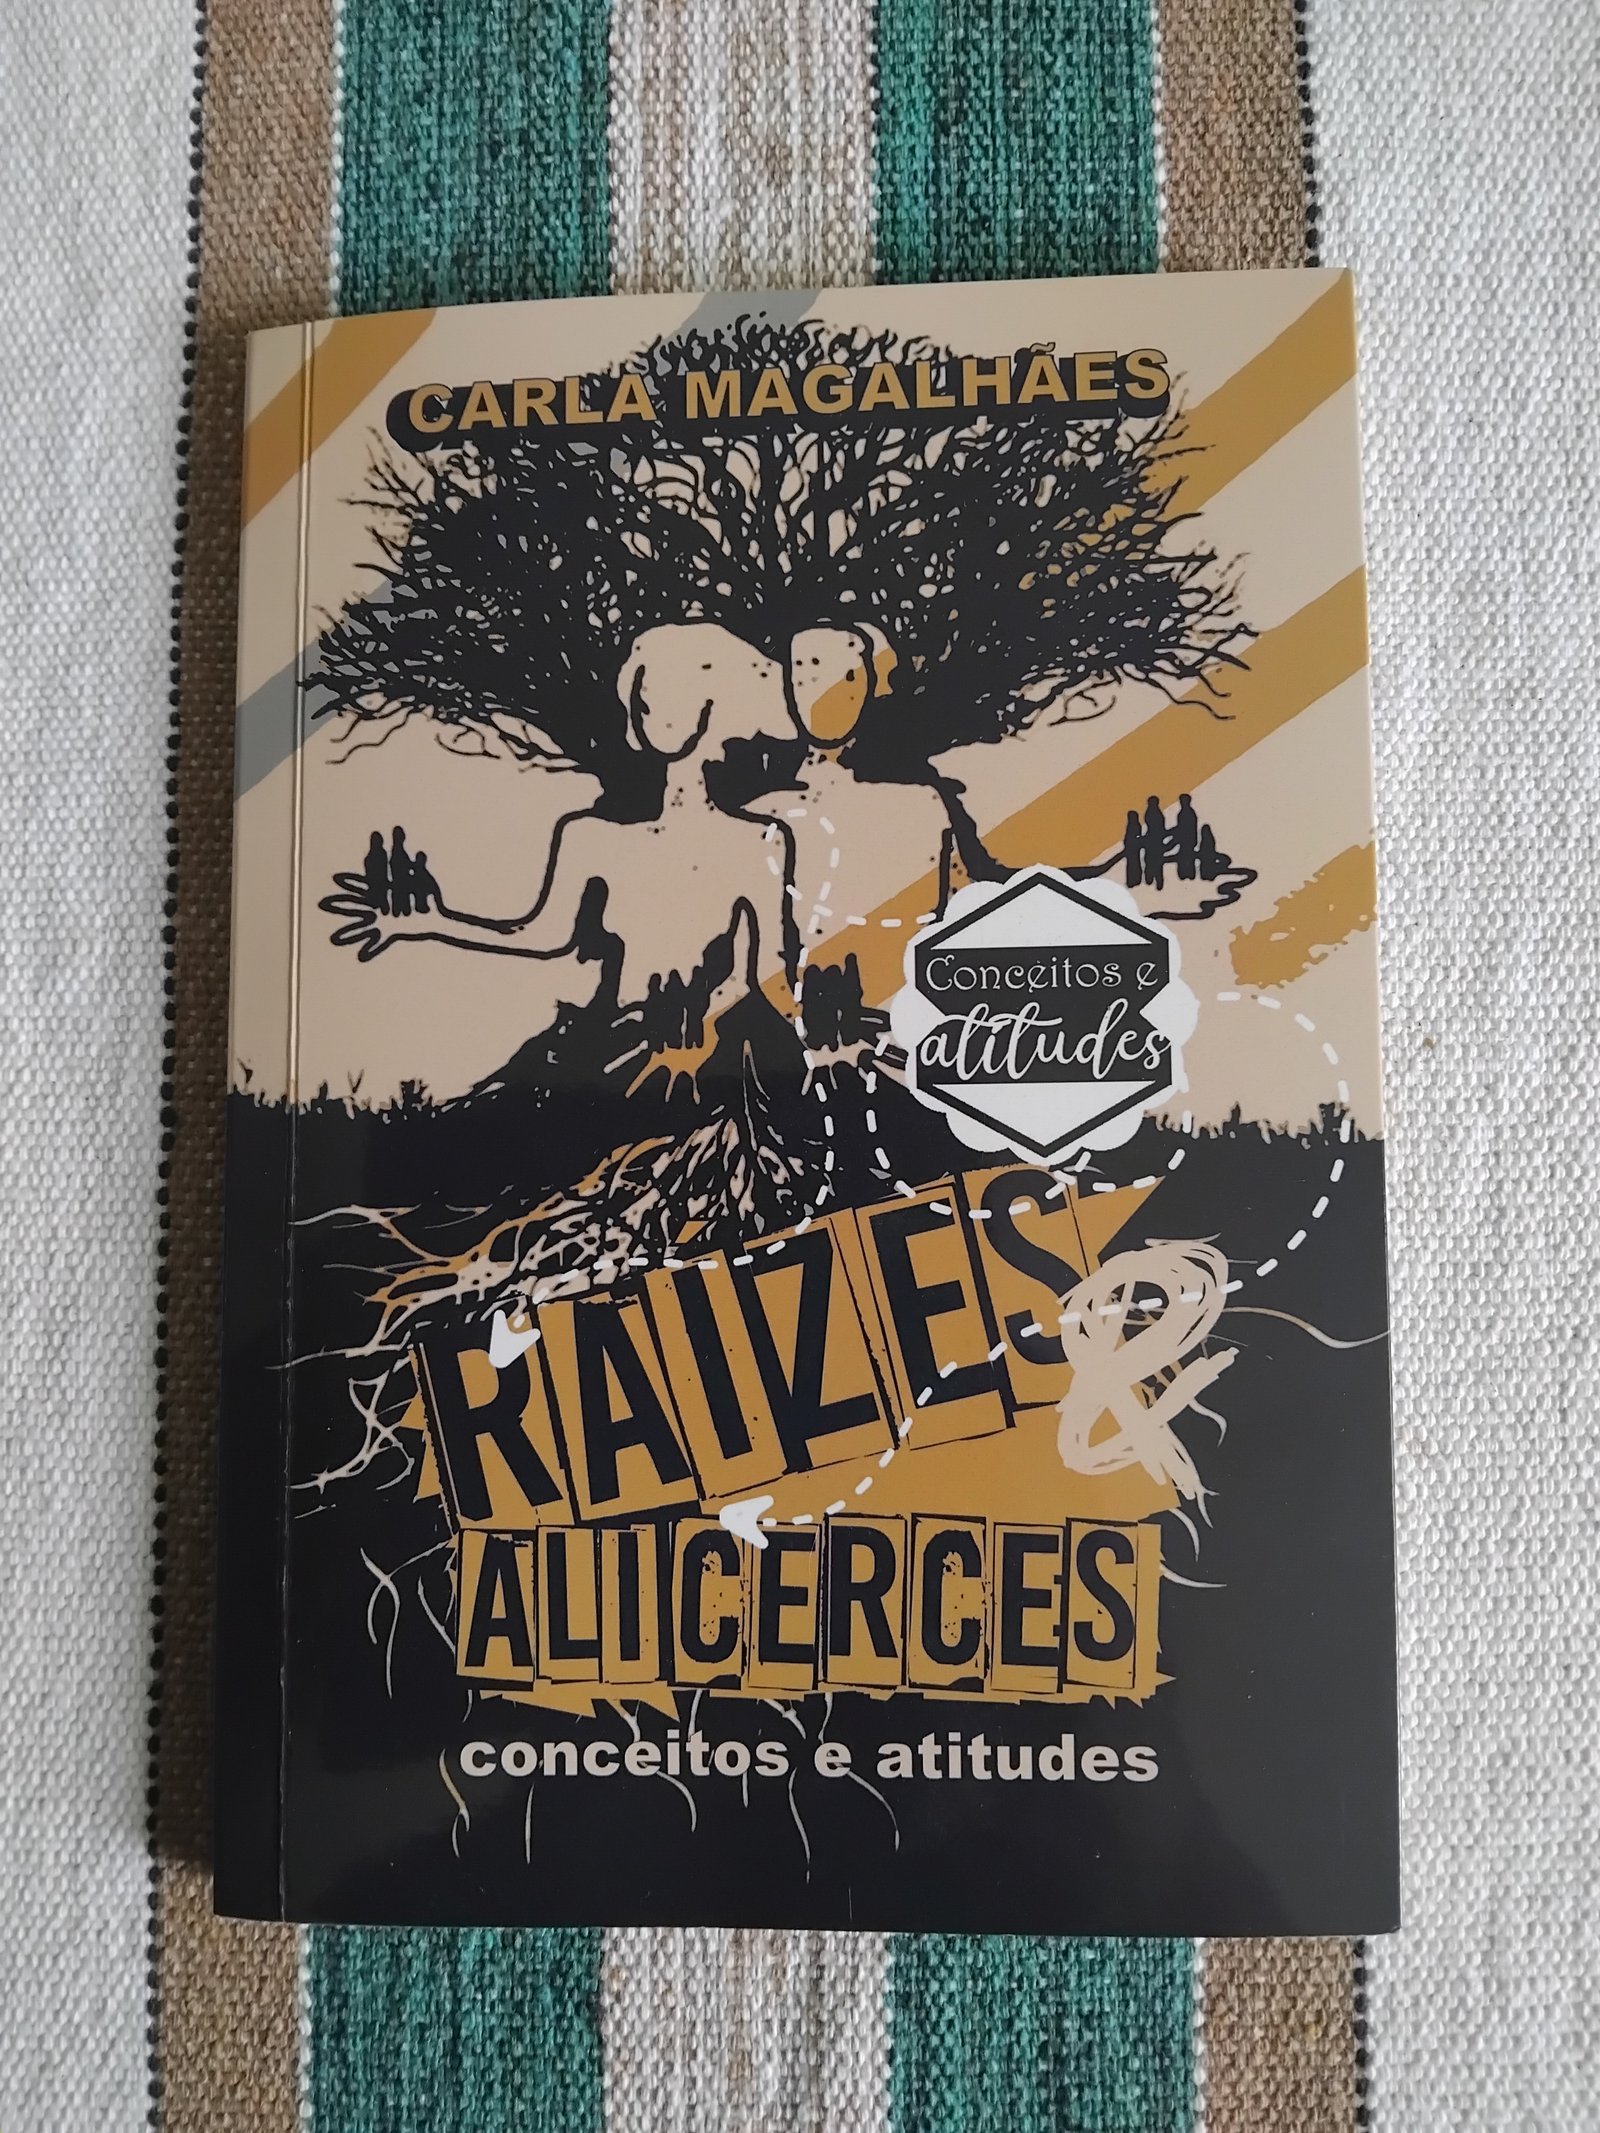 CARLA MAGALHÃES
Conceitos e
atitudes
RAÍZES &
ALICERCES
conceitos e atitudes